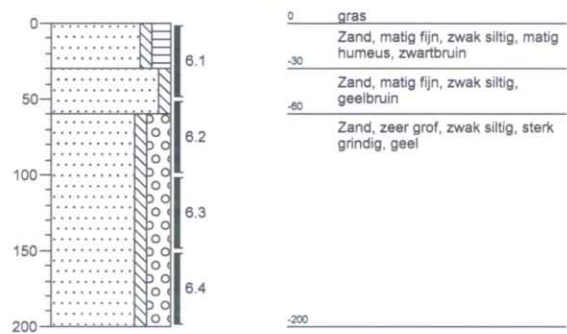 0
50
100
150
200
6.1
6.2
6.3
6.4
0 gras
Zand, matig fijn, zwak siltig, matig
humeus, zwartbruin
-30
Zand, matig fijn, zwak siltig,
geelbruin
-60
Zand, zeer grof, zwak siltig, sterk
grindig, geel
-200